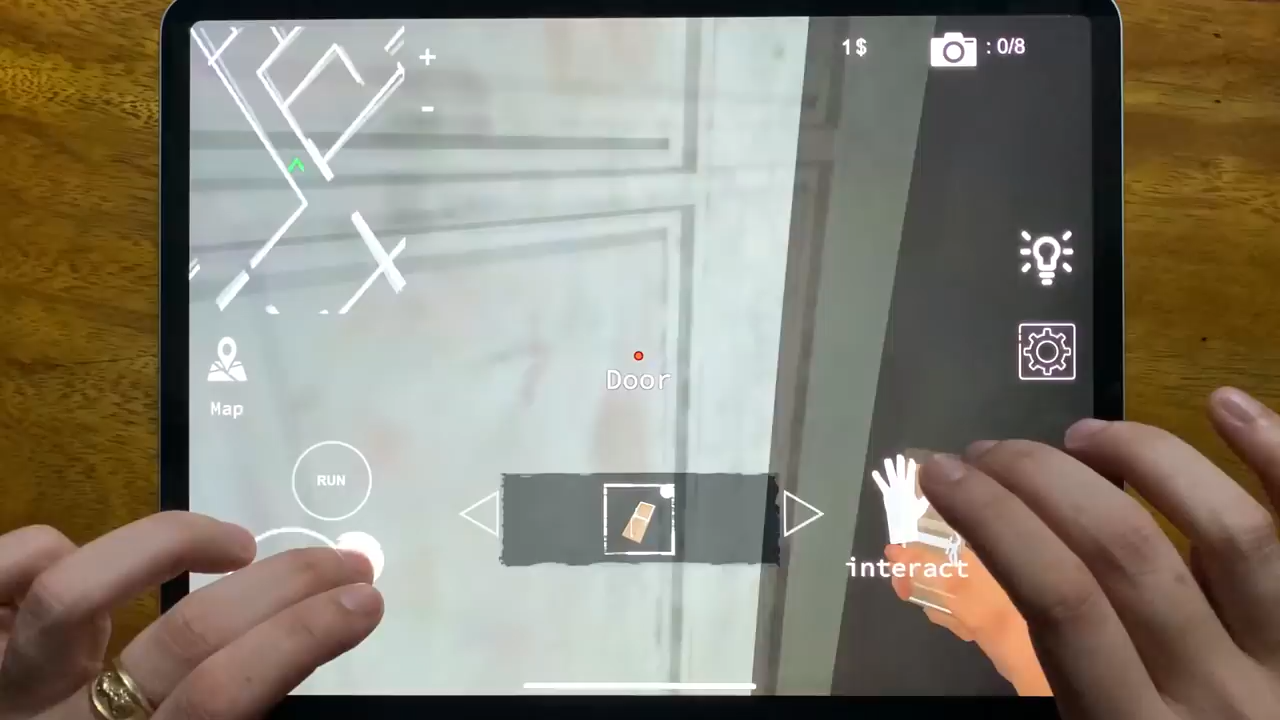 +
-
1$
: 0/8
Map
Door
RUN
interact